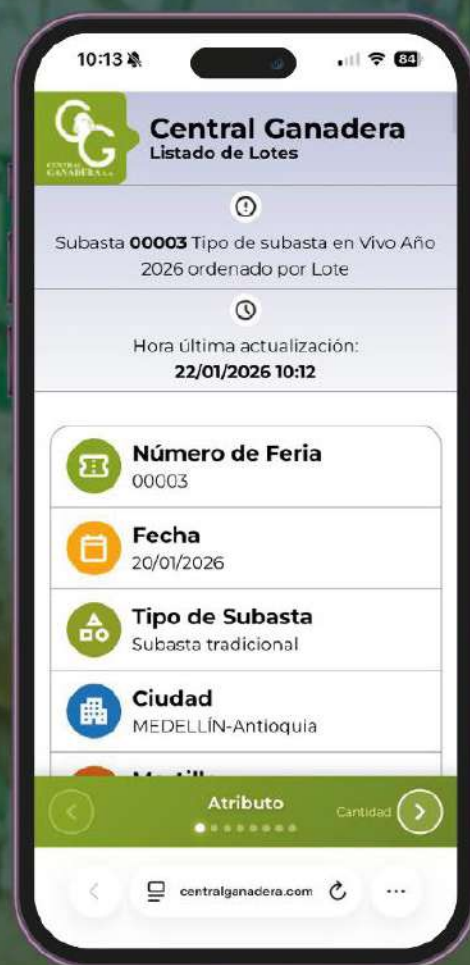 10:13
84
CENTRAL
GANADERA S.A.
Central Ganadera
Listado de Lotes
Subasta 00003 Tipo de subasta en Vivo Año
2026 ordenado por Lote
Hora última actualización:
22/01/2026 10:12
Número de Feria
00003
Fecha
20/01/2026
Tipo de Subasta
Subasta tradicional
Ciudad
MEDELLÍN-Antioquia
Atributo
Cantidad
centralganadera.com